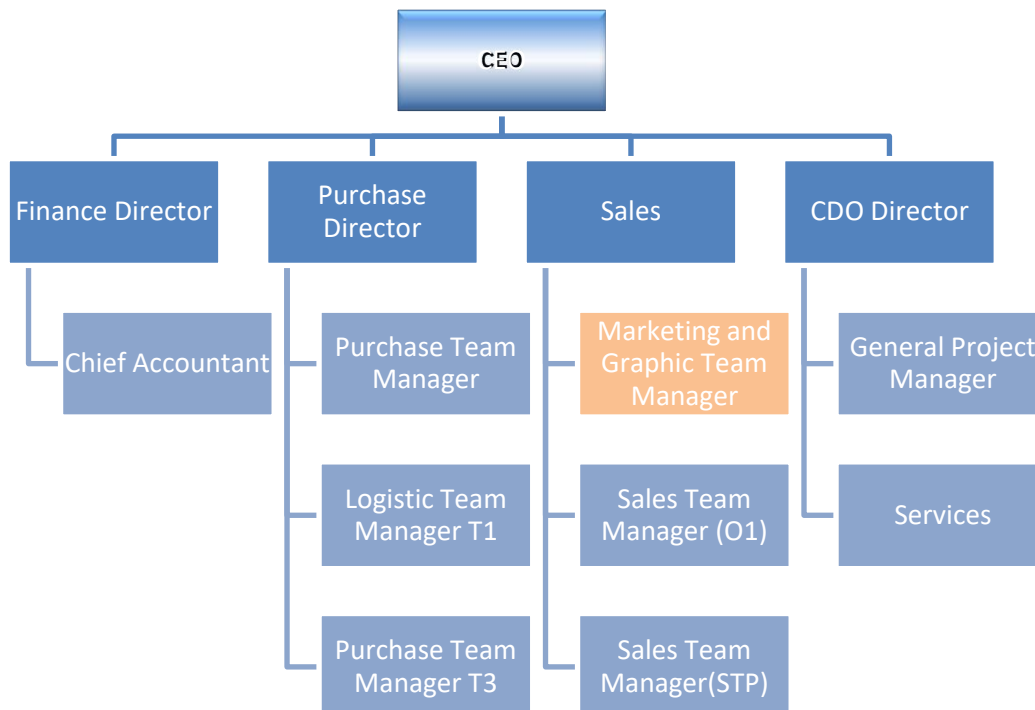 CEO
Finance Director
Purchase
Director
Sales
CDO Director
Chief Accountant
Purchase Team
Manager
Marketing and
Graphic Team
Manager
General Project
Manager
Logistic Team
Manager T1
Sales Team
Manager (O1)
Services
Purchase Team
Manager T3
Sales Team
Manager(STP)